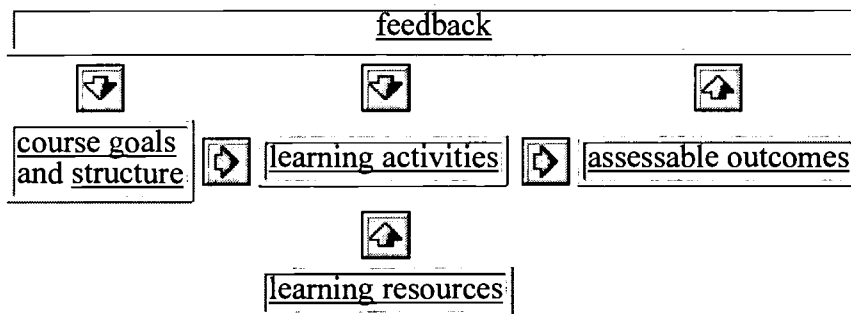 feedback
course goals
and structure
learning activities
assessable outcomes
learning resources